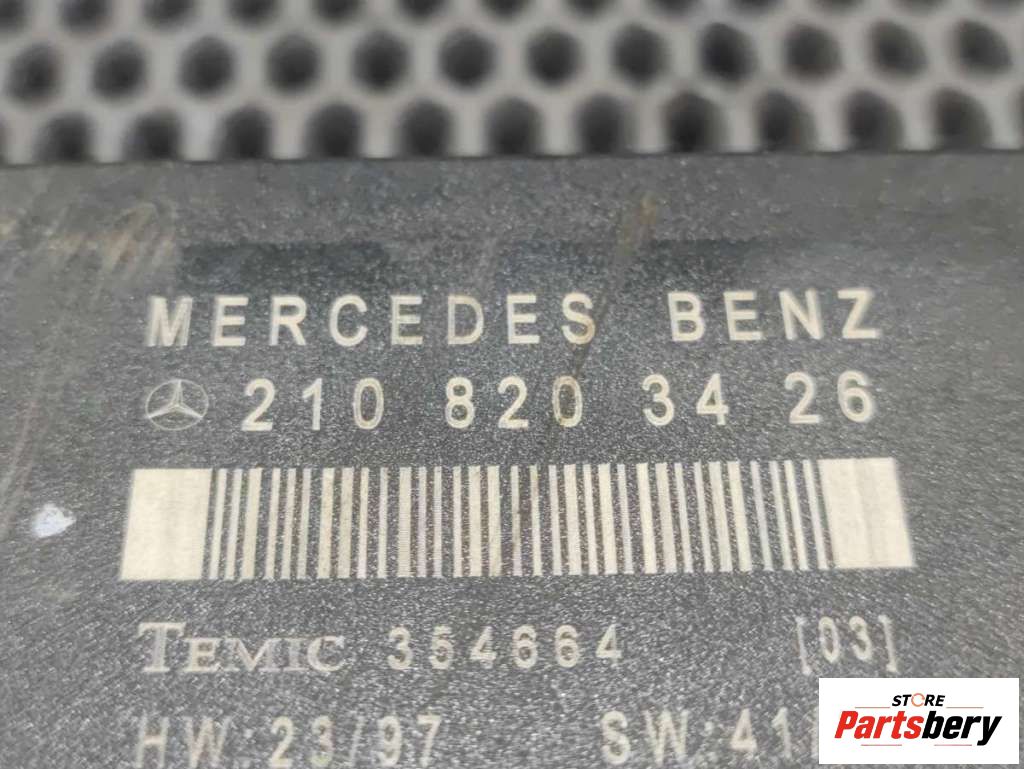 MERCEDES BENZ
210 820 34 26
TEMIC 354664 [03]
HW:23/97 SW:41
STORE
Partsbery